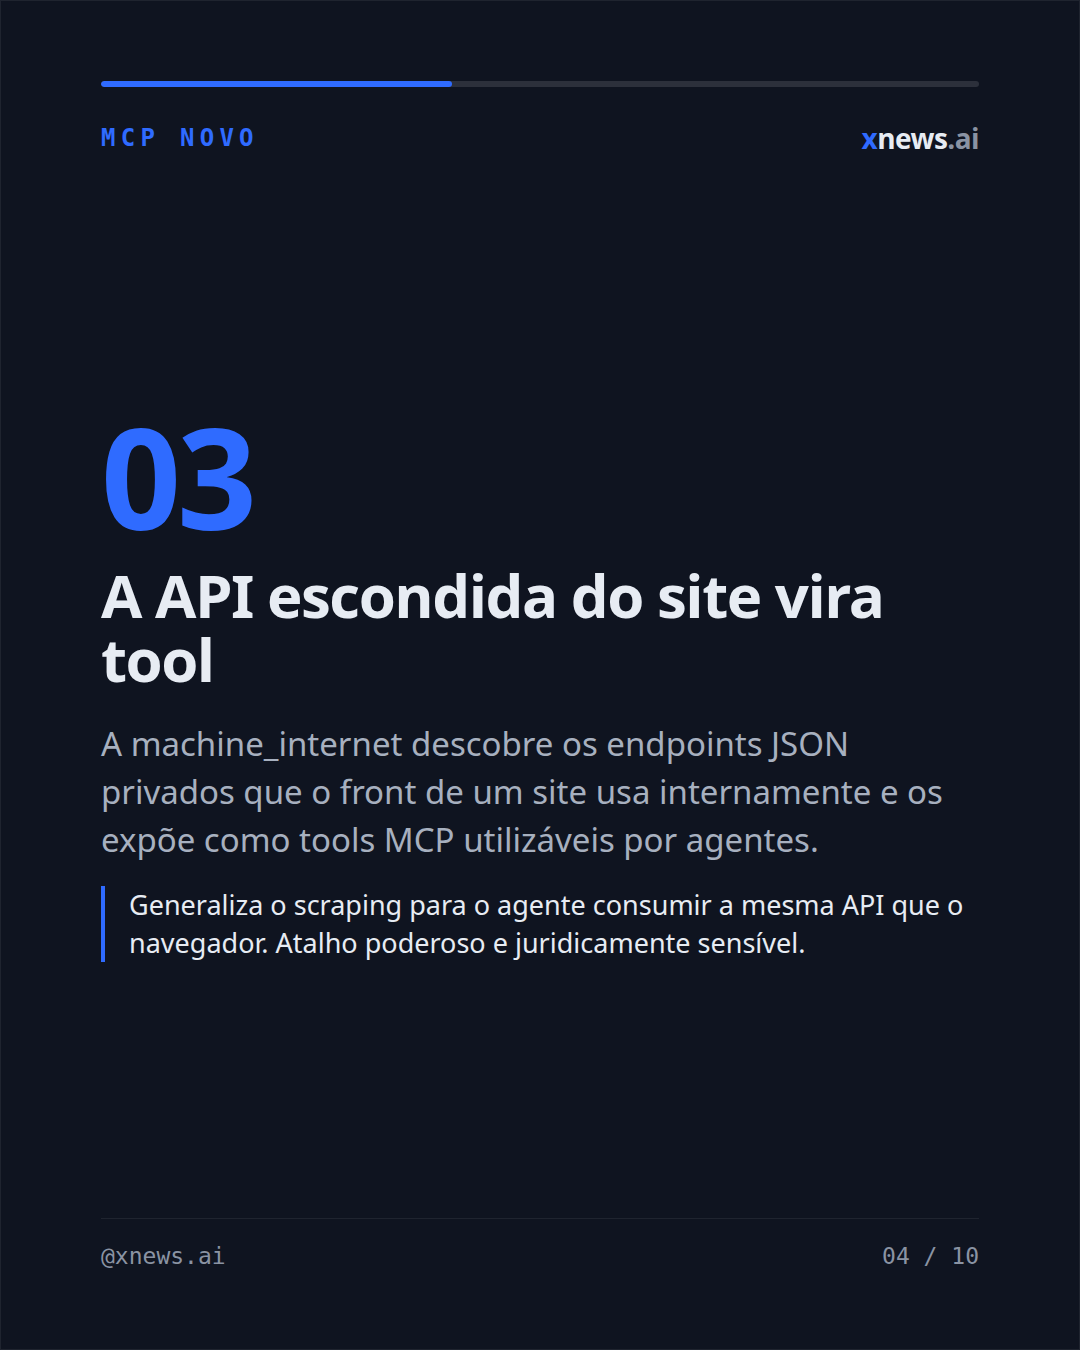 MCP NOVO
xnews.ai
03
A API escondida do site vira
tool
A machine_internet descobre os endpoints JSON
privados que o front de um site usa internamente e os
expõe como tools MCP utilizáveis por agentes.
Generaliza o scraping para o agente consumir a mesma API que o
navegador. Atalho poderoso e juridicamente sensível.
@xnews.ai
04 / 10